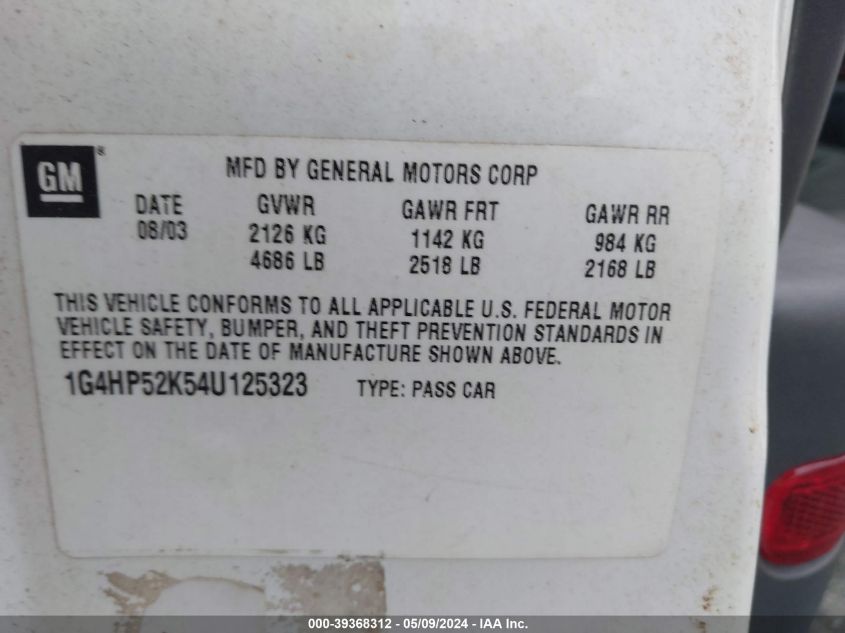 GM®
MFD BY GENERAL MOTORS CORP
DATE GVWR GAWR FRT GAWR RR
08/03 2126 KG 1142 KG 984 KG
4686 LB 2518 LB 2168 LB
THIS VEHICLE CONFORMS TO ALL APPLICABLE U.S. FEDERAL MOTOR
VEHICLE SAFETY, BUMPER, AND THEFT PREVENTION STANDARDS IN
EFFECT ON THE DATE OF MANUFACTURE SHOWN ABOVE.
1G4HP52K54U125323 TYPE: PASS CAR
000-39368312 - 05/09/2024 - IAA Inc.